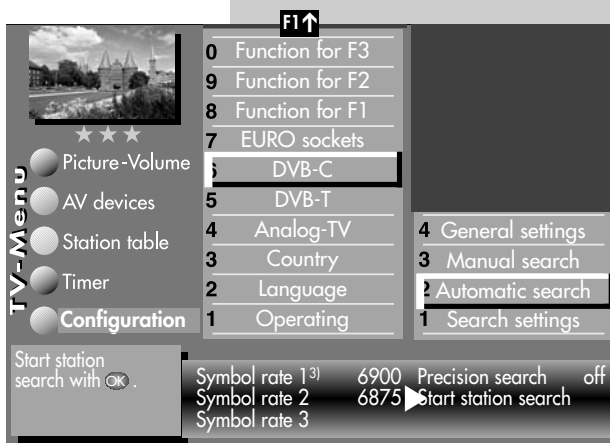 F1↑
0 Function for F3
9 Function for F2
8 Function for F1
7 EURO sockets
6 DVB-C
5 DVB-T
4 Analog-TV
3 Country
2 Language
1 Operating
TV-Menu
Picture-Volume
AV devices
Station table
Timer
Configuration
4 General settings
3 Manual search
2 Automatic search
1 Search settings
Start station
search with OK .
Symbol rate 1³⁾ 6900 Precision search off
Symbol rate 2 6875 Start station search
Symbol rate 3